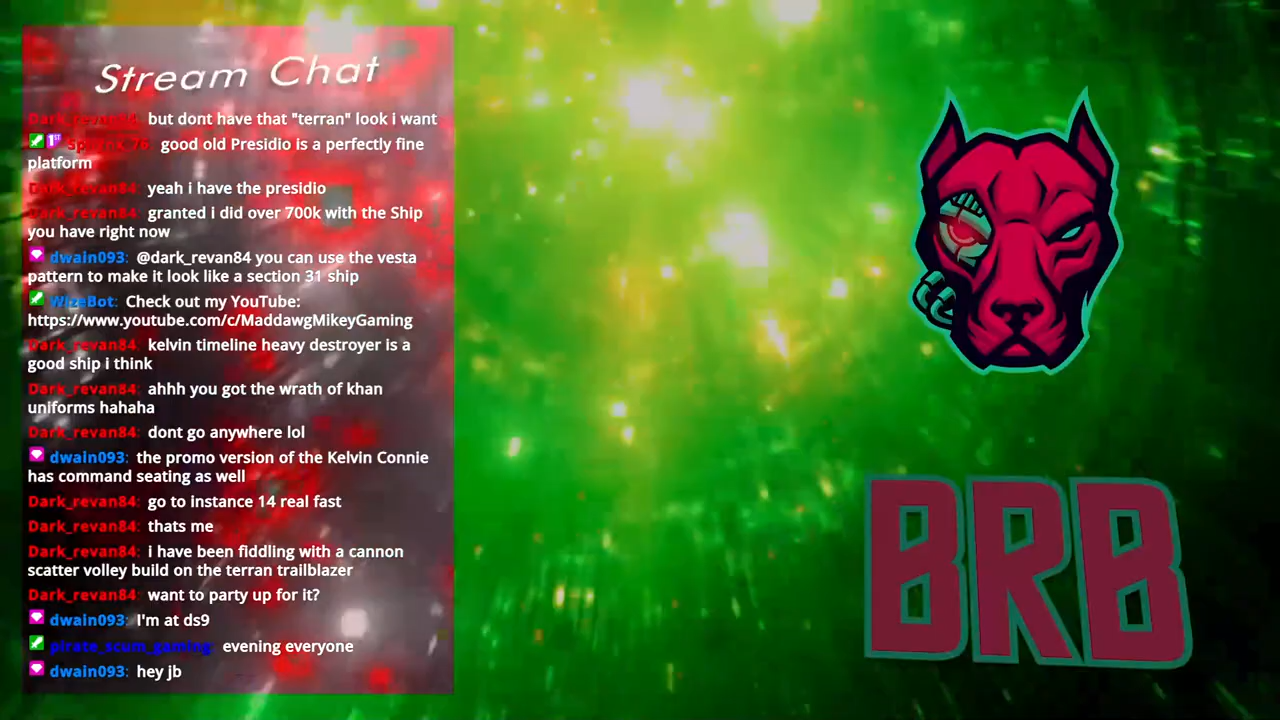 Stream Chat
Dark_revan84: but dont have that "terran" look i want
1ST Spawnk76: good old Presidio is a perfectly fine
platform
Dark_revan84: yeah i have the presidio
Dark_revan84: granted i did over 700k with the Ship
you have right now
dwain093: @dark_revan84 you can use the vesta
pattern to make it look like a section 31 ship
WizeBot: Check out my YouTube:
https://www.youtube.com/c/MaddawgMikeyGaming
Dark_revan84: kelvin timeline heavy destroyer is a
good ship i think
Dark_revan84: ahhh you got the wrath of khan
uniforms hahaha
Dark_revan84: dont go anywhere lol
dwain093: the promo version of the Kelvin Connie
has command seating as well
Dark_revan84: go to instance 14 real fast
Dark_revan84: thats me
Dark_revan84: i have been fiddling with a cannon
scatter volley build on the terran trailblazer
Dark_revan84: want to party up for it?
dwain093: I'm at ds9
pirate_scum_gaming: evening everyone
dwain093: hey jb
BRB